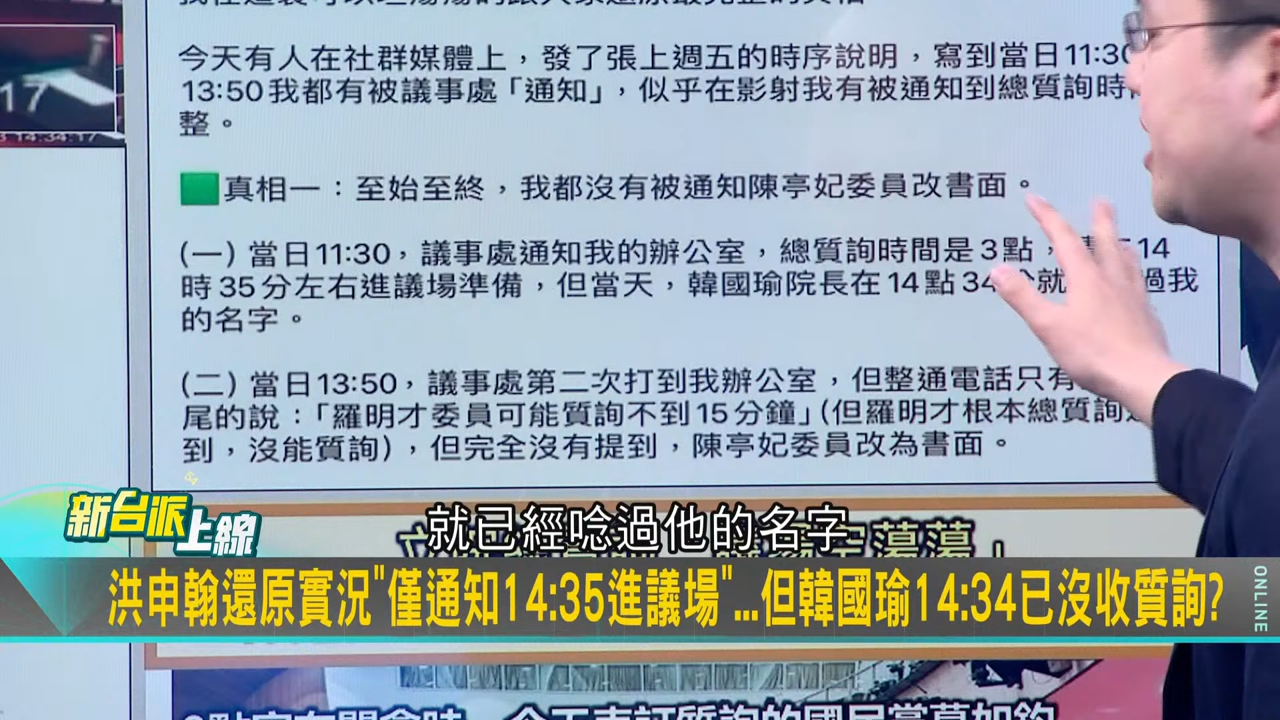 今天有人在社群媒體上，發了張上週五的時序說明，寫到當日11:30
13:50我都有被議事處「通知」，似乎在影射我有被通知到總質詢時
整。
17
14:34:17
真相一：至始至終，我都沒有被通知陳亭妃委員改書面。
(一) 當日11:30，議事處通知我的辦公室，總質詢時間是3點，14
時35分左右進議場準備，但當天，韓國瑜院長在14點34分就過我
的名字。
(二) 當日13:50，議事處第二次打到我辦公室，但整通電話只有
尾的說：「羅明才委員可能質詢不到15分鐘」(但羅明才根本總質詢
到，沒能質詢)，但完全沒有提到，陳亭妃委員改為書面。
新台派上線
就已經唸過他的名字
洪申翰還原實況"僅通知14:35進議場"...但韓國瑜14:34已沒收質詢?
ONLINE